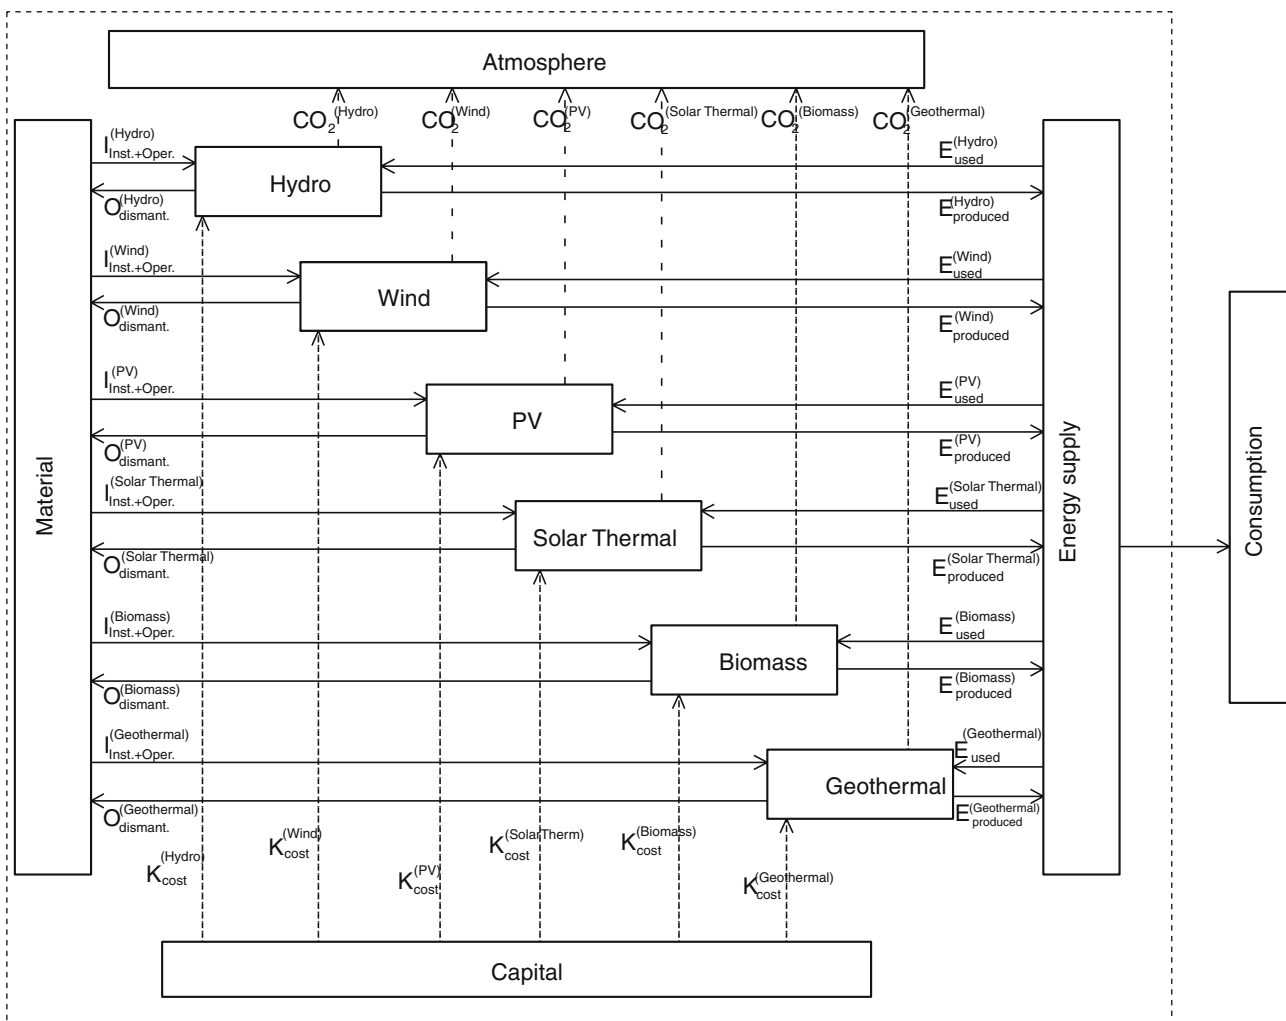 Atmosphere
CO2(Hydro) CO2(Wind) CO2(PV) CO2(Solar Thermal) CO2(Biomass) CO2(Geothermal)
Material
Energy supply
Consumption
I(Hydro)Inst.+Oper.
Hydro
E(Hydro)used
O(Hydro)dismant.
E(Hydro)produced
I(Wind)Inst.+Oper.
Wind
E(Wind)used
O(Wind)dismant.
E(Wind)produced
I(PV)Inst.+Oper.
PV
E(PV)used
O(PV)dismant.
E(PV)produced
I(Solar Thermal)Inst.+Oper.
Solar Thermal
E(Solar Thermal)used
O(Solar Thermal)dismant.
E(Solar Thermal)produced
I(Biomass)Inst.+Oper.
Biomass
E(Biomass)used
O(Biomass)dismant.
E(Biomass)produced
I(Geothermal)Inst.+Oper.
Geothermal
E(Geothermal)used
O(Geothermal)dismant.
E(Geothermal)produced
K(Hydro)cost
K(Wind)cost
K(PV)cost
K(SolarTherm)cost
K(Biomass)cost
K(Geothermal)cost
Capital